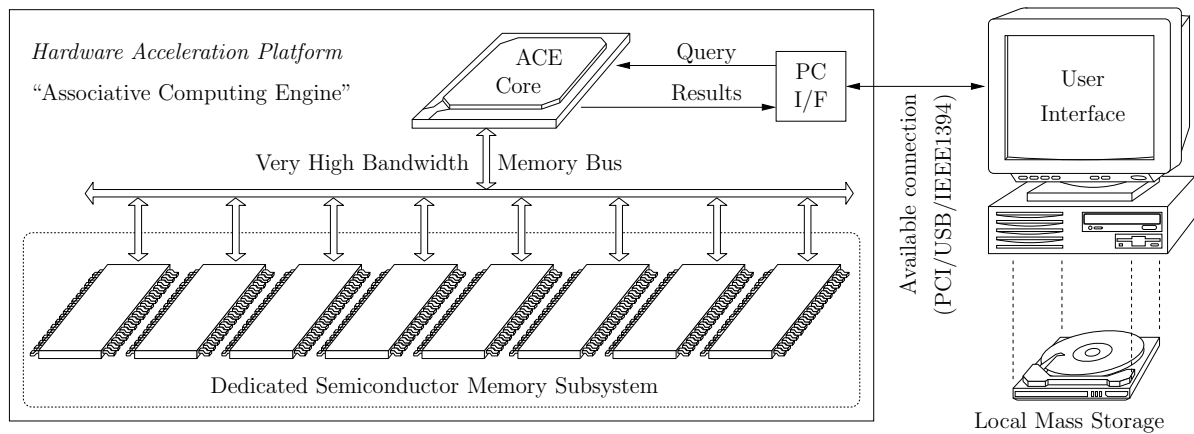 Hardware Acceleration Platform
“Associative Computing Engine”
ACE
Core
Query
Results
PC
I/F
Very High Bandwidth Memory Bus
Dedicated Semiconductor Memory Subsystem
Available connection
(PCI/USB/IEEE1394)
User
Interface
Local Mass Storage